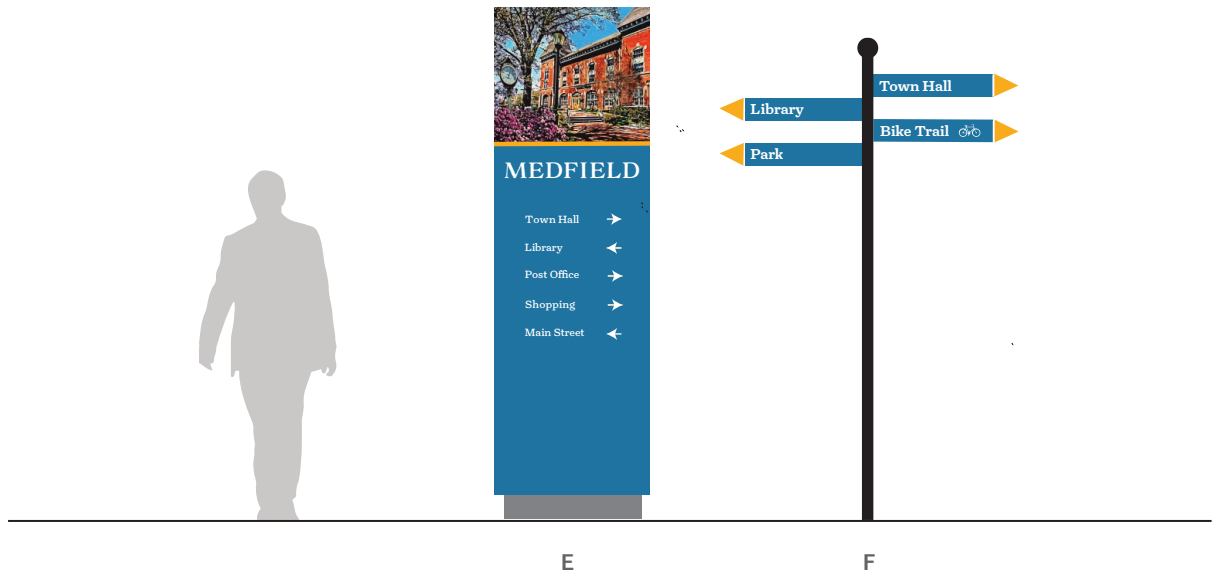 MEDFIELD
Town Hall
Library
Post Office
Shopping
Main Street
Town Hall
Library
Bike Trail
Park
E
F